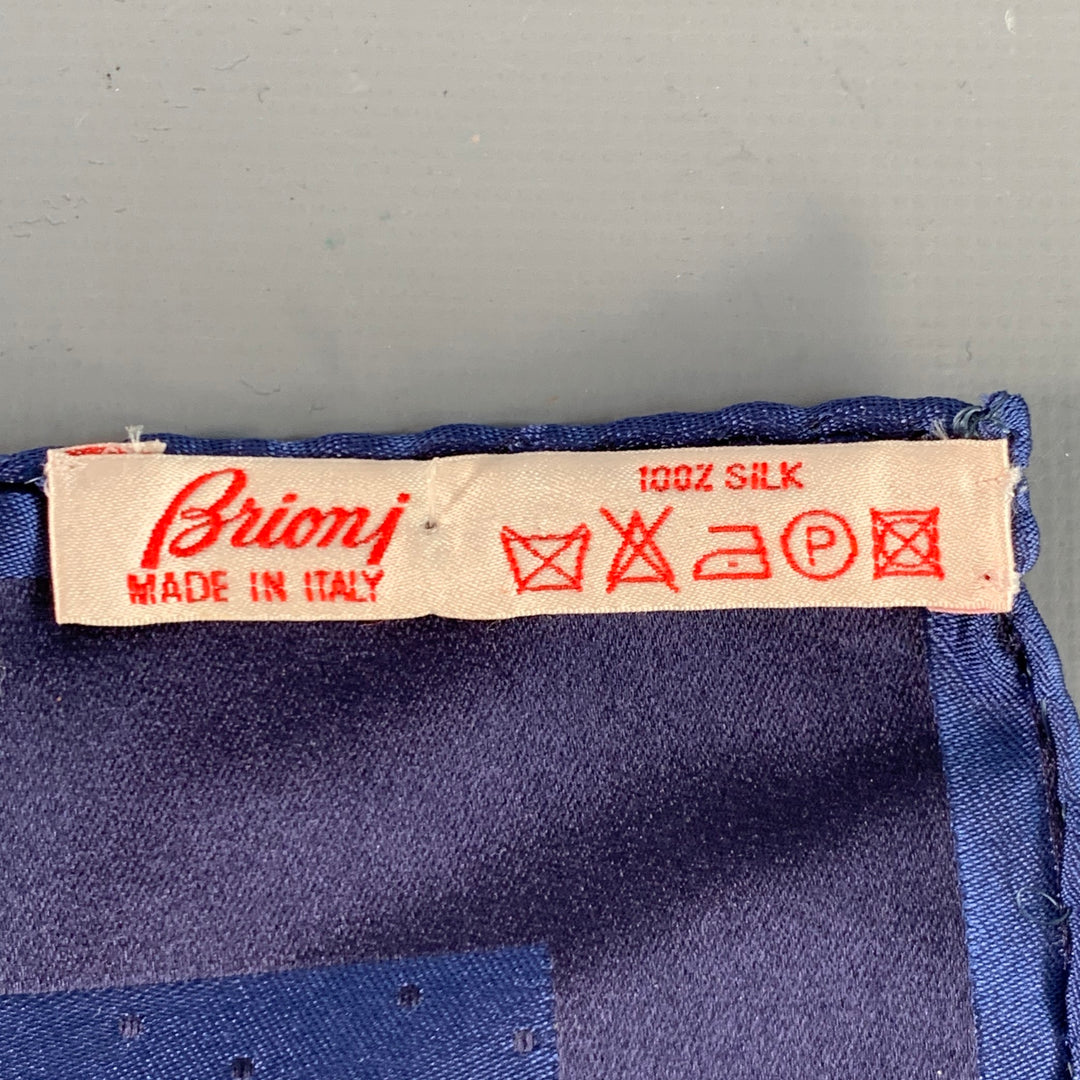 Brioni
MADE IN ITALY
100% SILK
P